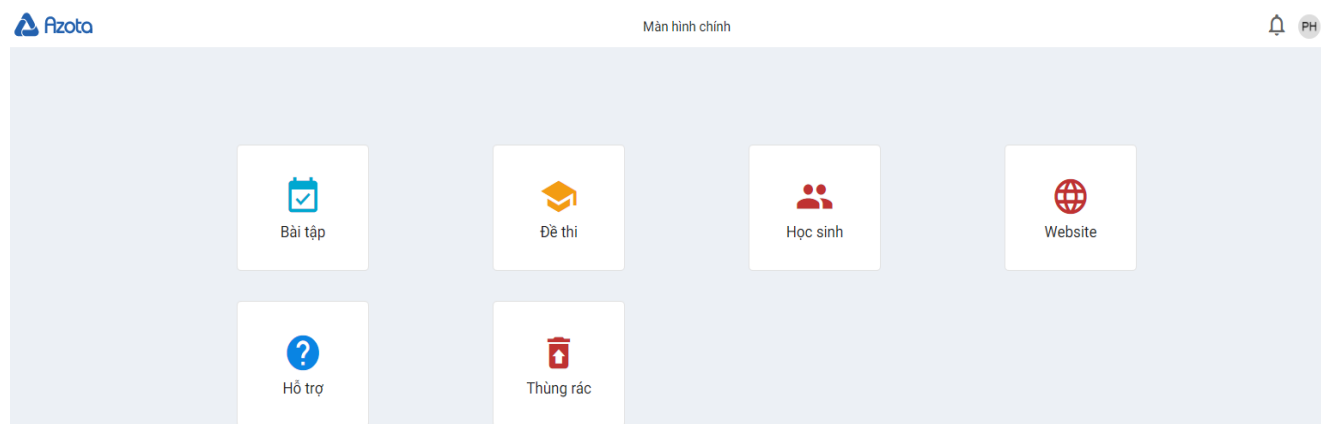 Azota
Màn hình chính
PH
Bài tập
Đề thi
Học sinh
Website
Hỗ trợ
Thùng rác